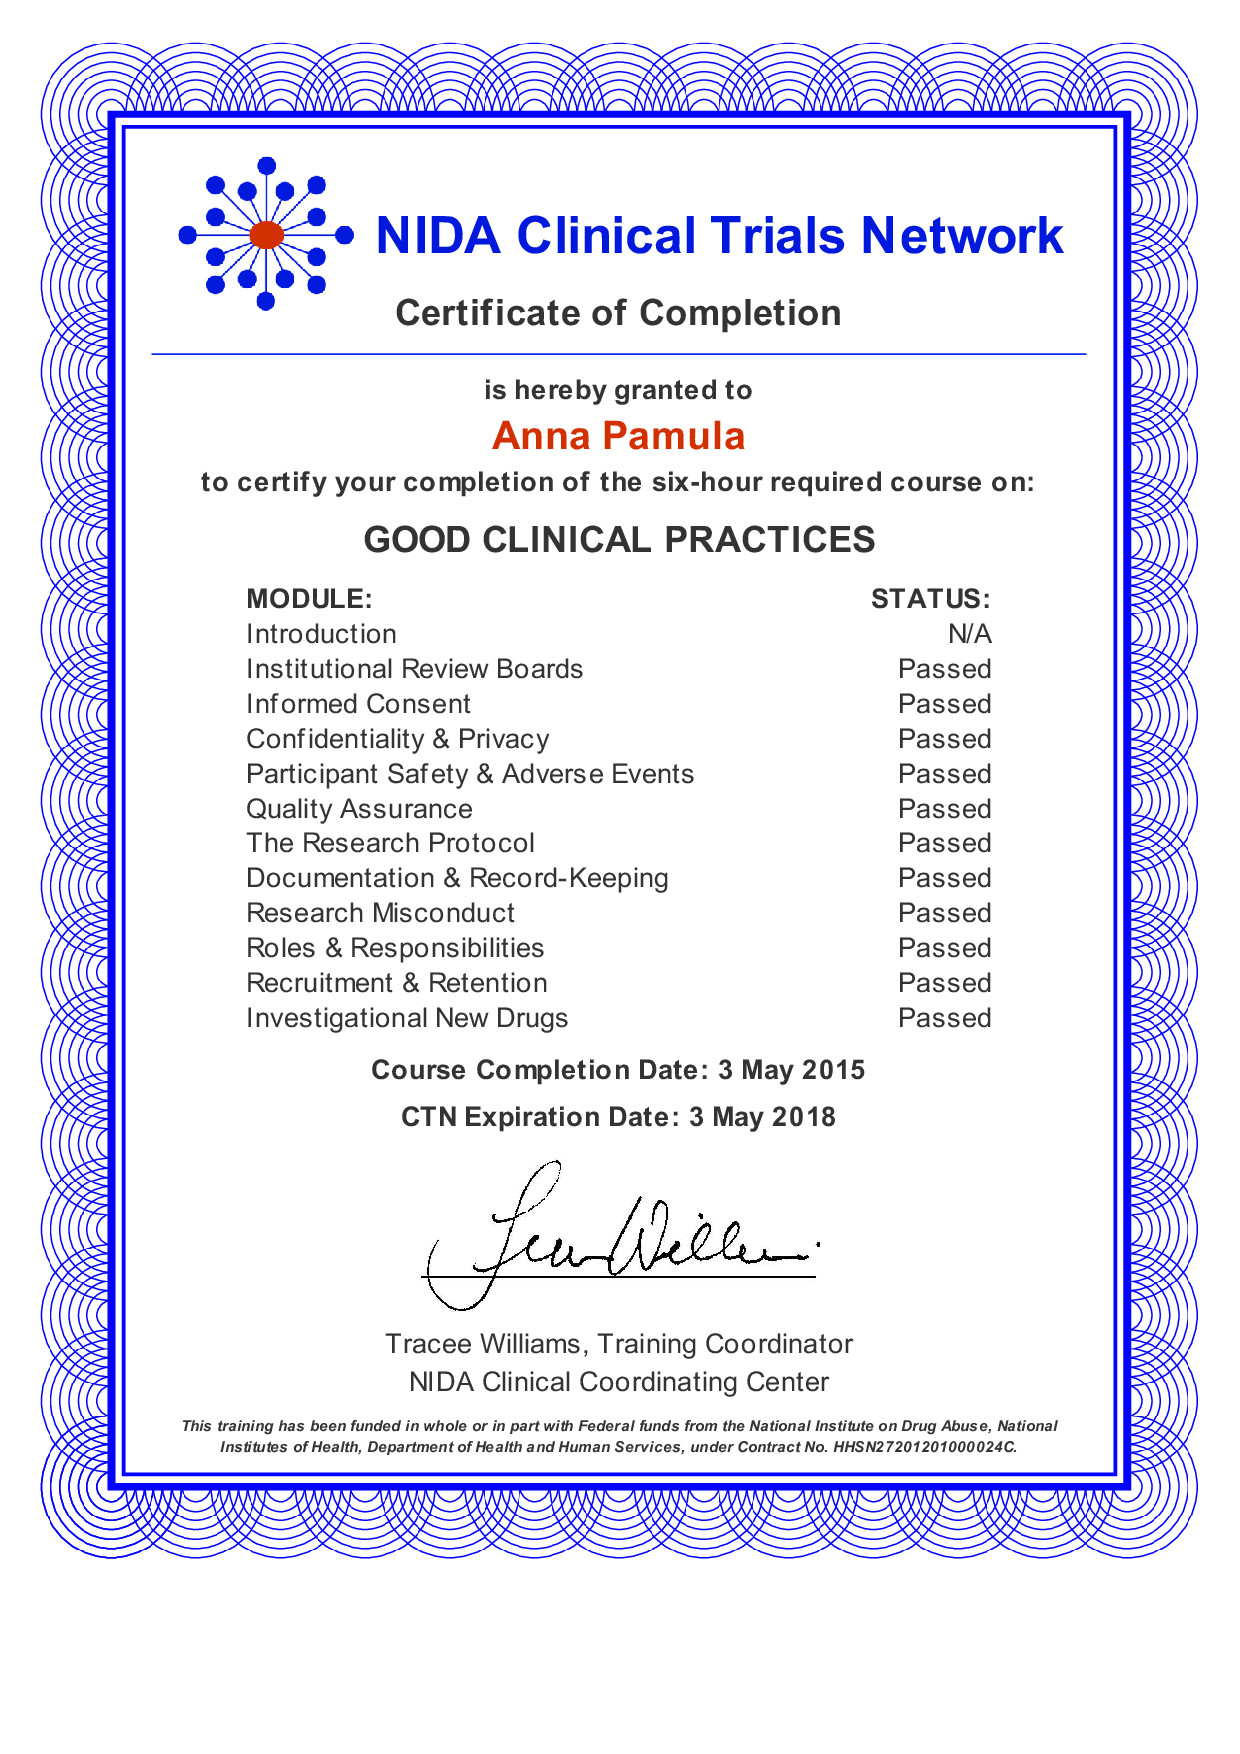 NIDA Clinical Trials Network
Certificate of Completion
is hereby granted to
Anna Pamula
to certify your completion of the six-hour required course on:
GOOD CLINICAL PRACTICES
MODULE: STATUS:
Introduction N/A
Institutional Review Boards Passed
Informed Consent Passed
Confidentiality & Privacy Passed
Participant Safety & Adverse Events Passed
Quality Assurance Passed
The Research Protocol Passed
Documentation & Record-Keeping Passed
Research Misconduct Passed
Roles & Responsibilities Passed
Recruitment & Retention Passed
Investigational New Drugs Passed
Course Completion Date: 3 May 2015
CTN Expiration Date: 3 May 2018
Tracee Williams, Training Coordinator
NIDA Clinical Coordinating Center
This training has been funded in whole or in part with Federal funds from the National Institute on Drug Abuse, National
Institutes of Health, Department of Health and Human Services, under Contract No. HHSN27201201000024C.